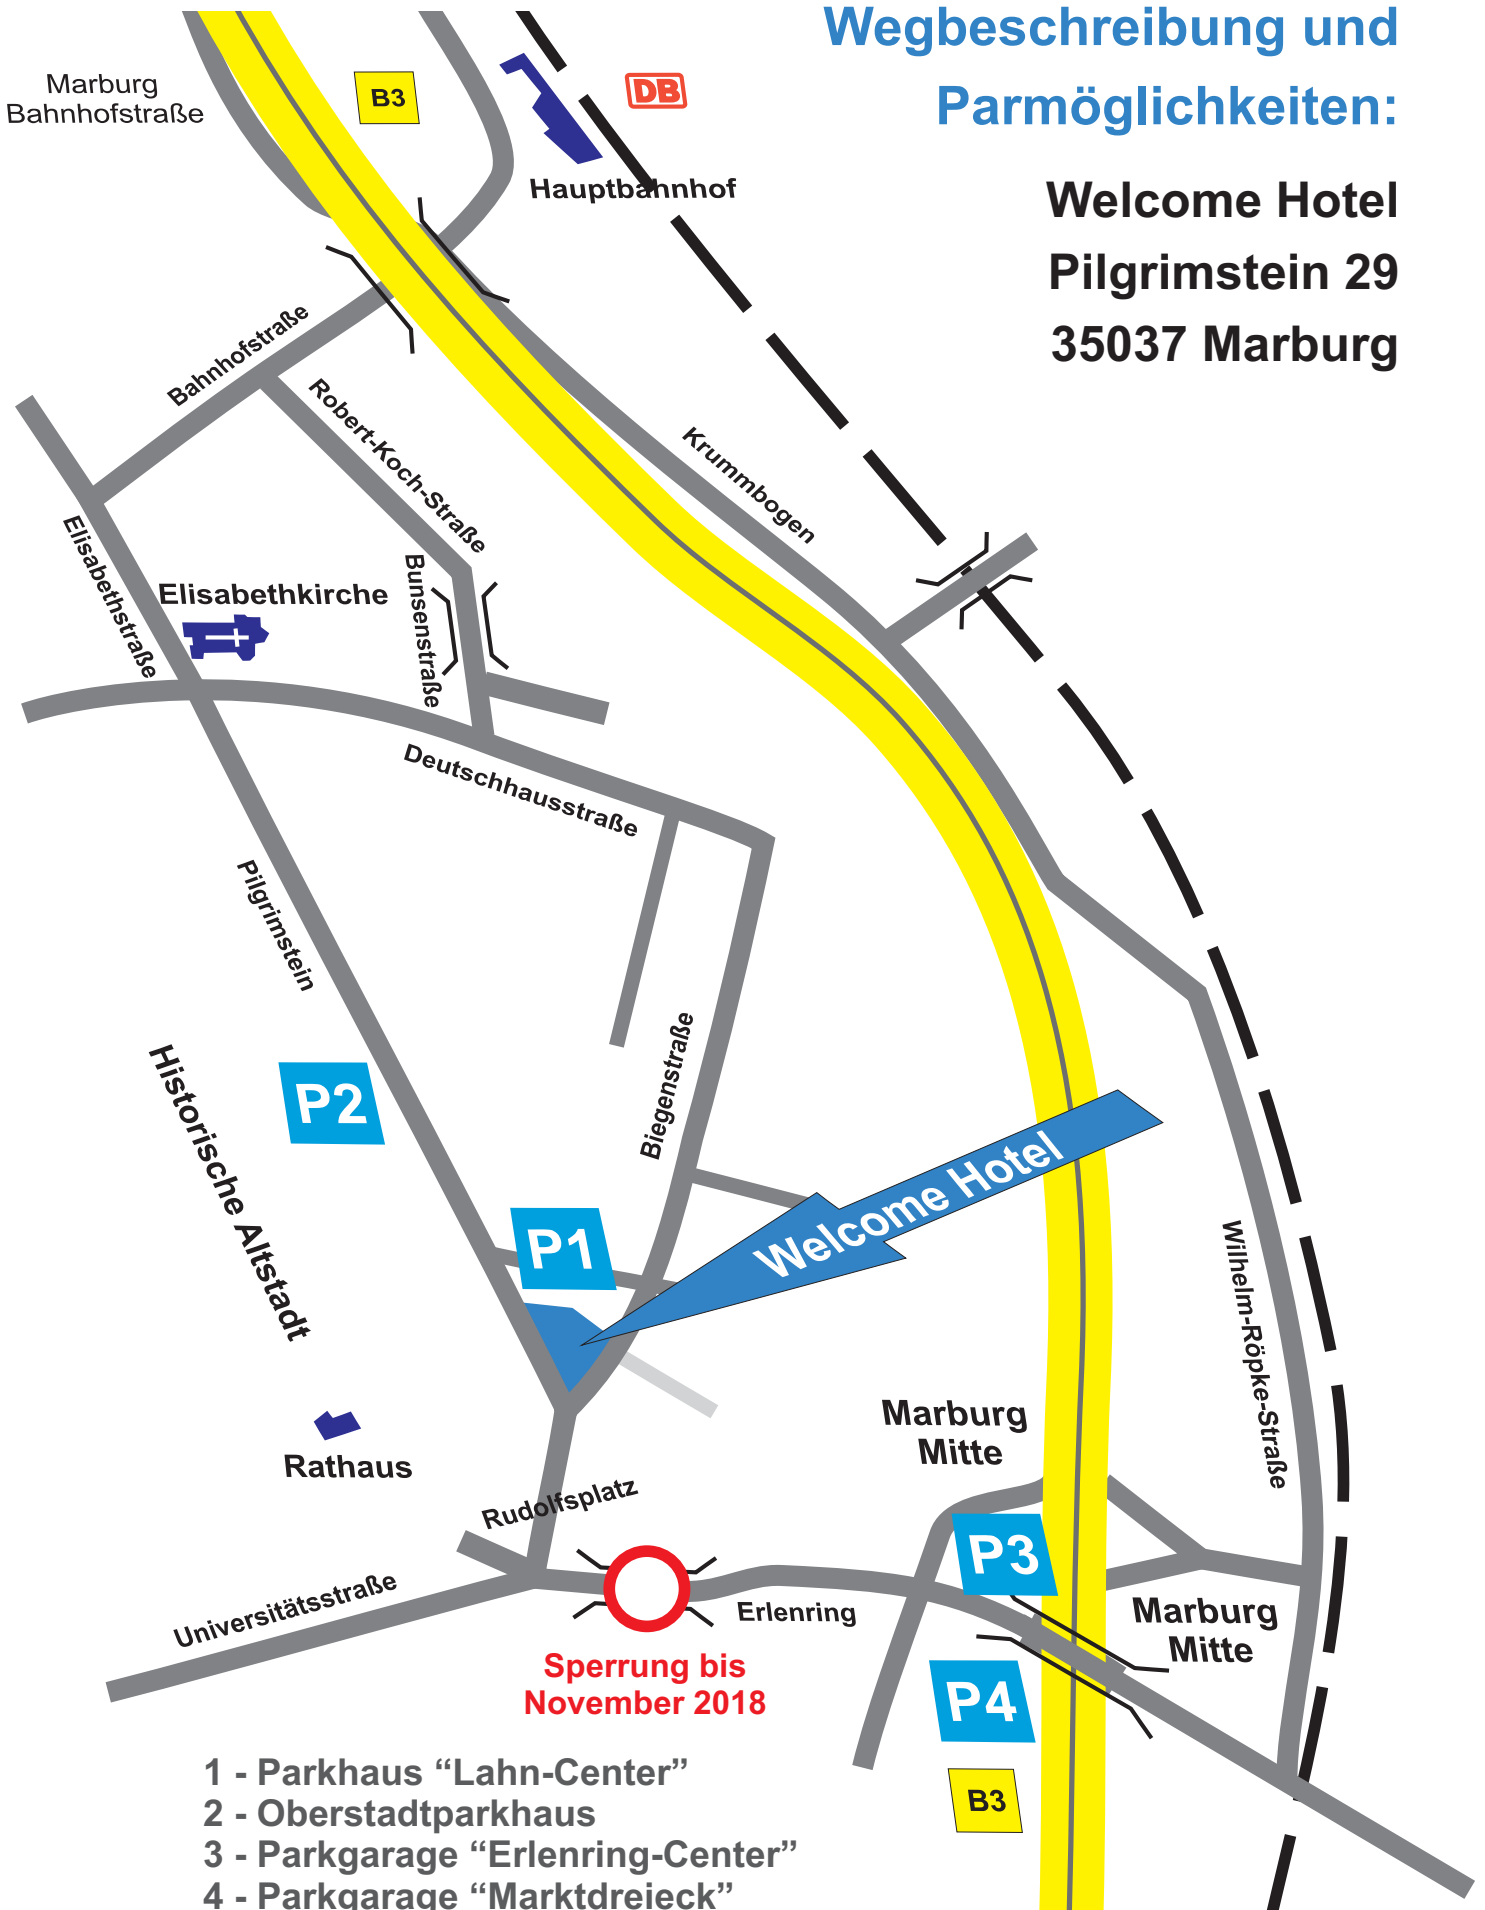 Wegbeschreibung und
Parmöglichkeiten:
Welcome Hotel
Pilgrimstein 29
35037 Marburg
Marburg
Bahnhofstraße
B3
DB
Hauptbahnhof
Bahnhofstraße
Robert-Koch-Straße
Krummbogen
Elisabethstraße
Elisabethkirche
Bunsenstraße
Deutschhausstraße
Pilgrimstein
Biegenstraße
Historische Altstadt
P2
P1
Welcome Hotel
Wilhelm-Röpke-Straße
Rathaus
Marburg
Mitte
Rudolfsplatz
P3
Universitätsstraße
Erlenring
Marburg
Mitte
Sperrung bis
November 2018
P4
B3
1 - Parkhaus “Lahn-Center”
2 - Oberstadtparkhaus
3 - Parkgarage “Erlenring-Center”
4 - Parkgarage “Marktdreieck”